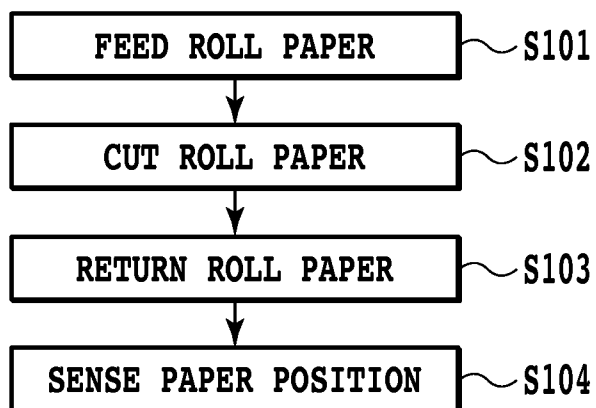 FEED ROLL PAPER S101
CUT ROLL PAPER S102
RETURN ROLL PAPER S103
SENSE PAPER POSITION S104